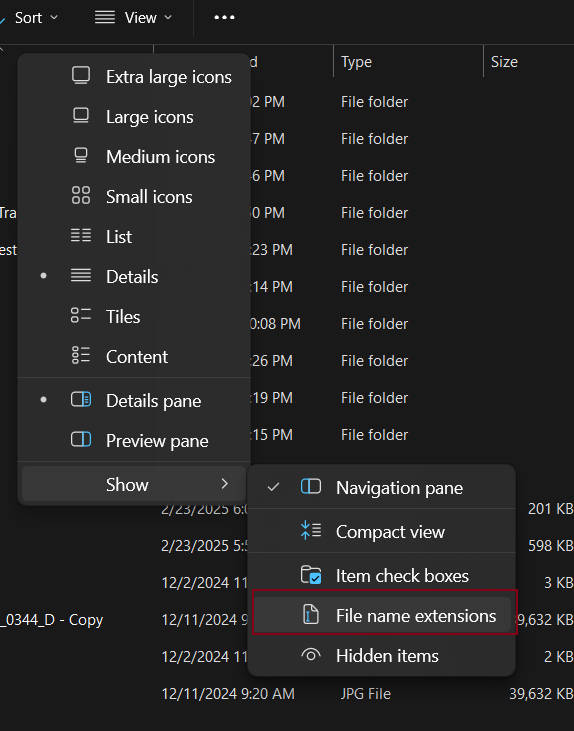 Sort View
Type Size
Extra large icons
02 PM File folder
Large icons
47 PM File folder
Medium icons
46 PM File folder
Small icons
50 PM File folder
List
:23 PM File folder
Details
:14 PM File folder
Tiles
0:08 PM File folder
Content
:26 PM File folder
Details pane
:19 PM File folder
Preview pane
:15 PM File folder
Show
Navigation pane
2/23/2025 6:0 201 KB
Compact view
2/23/2025 5:5 598 KB
Item check boxes
12/2/2024 11 3 KB
File name extensions
_0344_D - Copy 12/11/2024 9 9,632 KB
Hidden items
12/2/2024 11 2 KB
12/11/2024 9:20 AM JPG File 39,632 KB